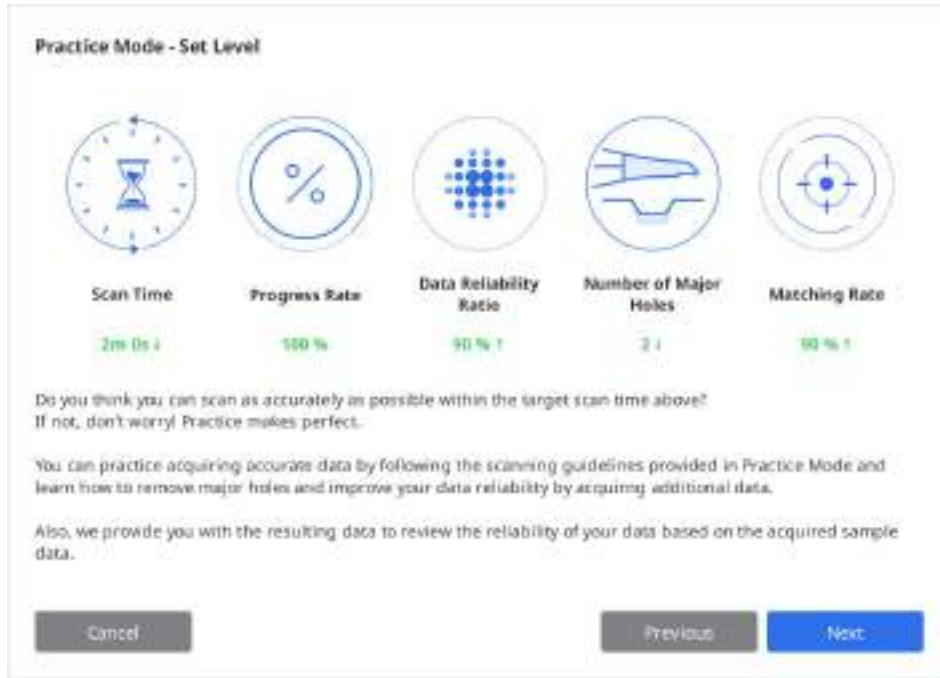 Practice Mode - Set Level
Scan Time
Progress Rate
Data Reliability
Ratio
Number of Major
Holes
Matching Rate
2m 0s ↓
100 %
90 % ↑
↓
90 % ↑
Do you think you can scan as accurately as possible within the target scan time above?
If not, don't worry! Practice makes perfect.
You can practice acquiring accurate data by following the scanning guidelines provided in Practice Mode and
learn how to remove major holes and improve your data reliability by acquiring additional data.
Also, we provide you with the resulting data to review the reliability of your data based on the acquired sample
data.
Cancel
Previous
Next